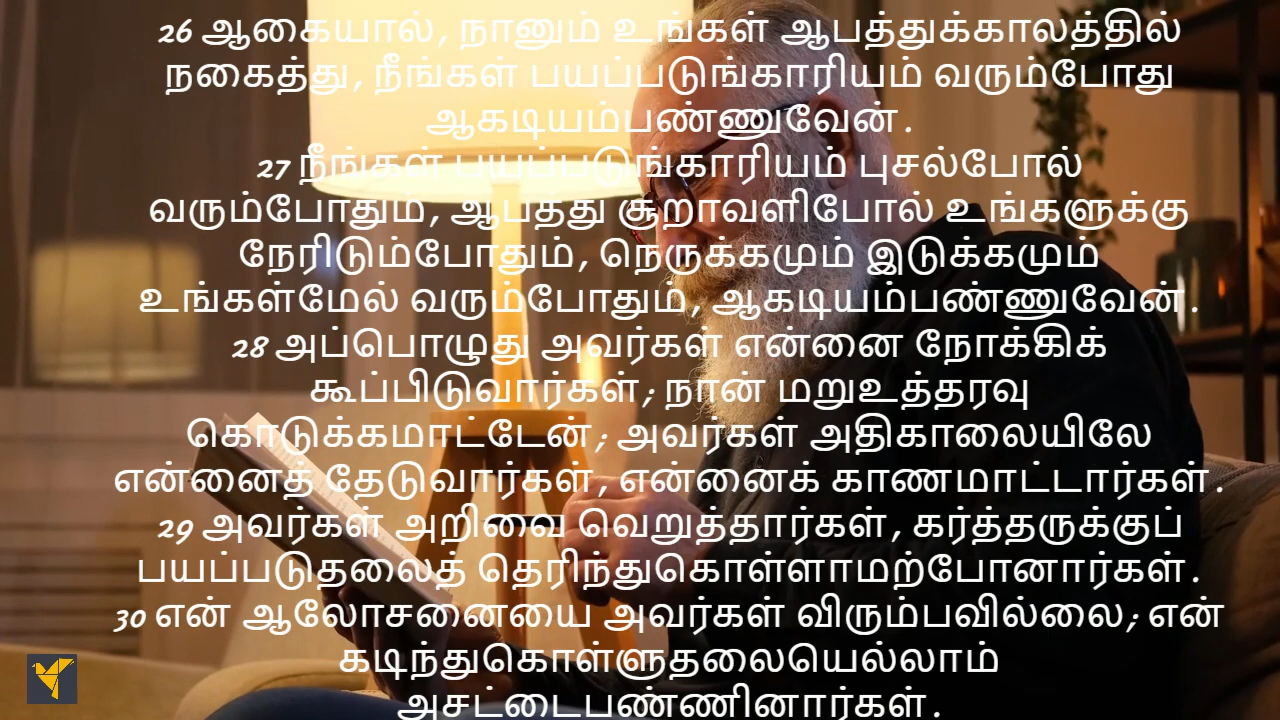 26 ஆகையால், நானும் உங்கள் ஆபத்துக்காலத்தில்
நகைத்து, நீங்கள் பயப்படுங்காரியம் வரும்போது
ஆகடியம்பண்ணுவேன்.
27 நீங்கள் பயப்படுங்காரியம் புசல்போல்
வரும்போதும், ஆபத்து சூறாவளிபோல் உங்களுக்கு
நேரிடும்போதும், நெருக்கமும் இடுக்கமும்
உங்கள்மேல் வரும்போதும், ஆகடியம்பண்ணுவேன்.
28 அப்பொழுது அவர்கள் என்னை நோக்கிக்
கூப்பிடுவார்கள்; நான் மறுஉத்தரவு
கொடுக்கமாட்டேன்; அவர்கள் அதிகாலையிலே
என்னைத் தேடுவார்கள், என்னைக் காணமாட்டார்கள்.
29 அவர்கள் அறிவை வெறுத்தார்கள், கர்த்தருக்குப்
பயப்படுதலைத் தெரிந்துகொள்ளாமற்போனார்கள்.
30 என் ஆலோசனையை அவர்கள் விரும்பவில்லை; என்
கடிந்துகொள்ளுதலையெல்லாம்
அசட்டைபண்ணினார்கள்.